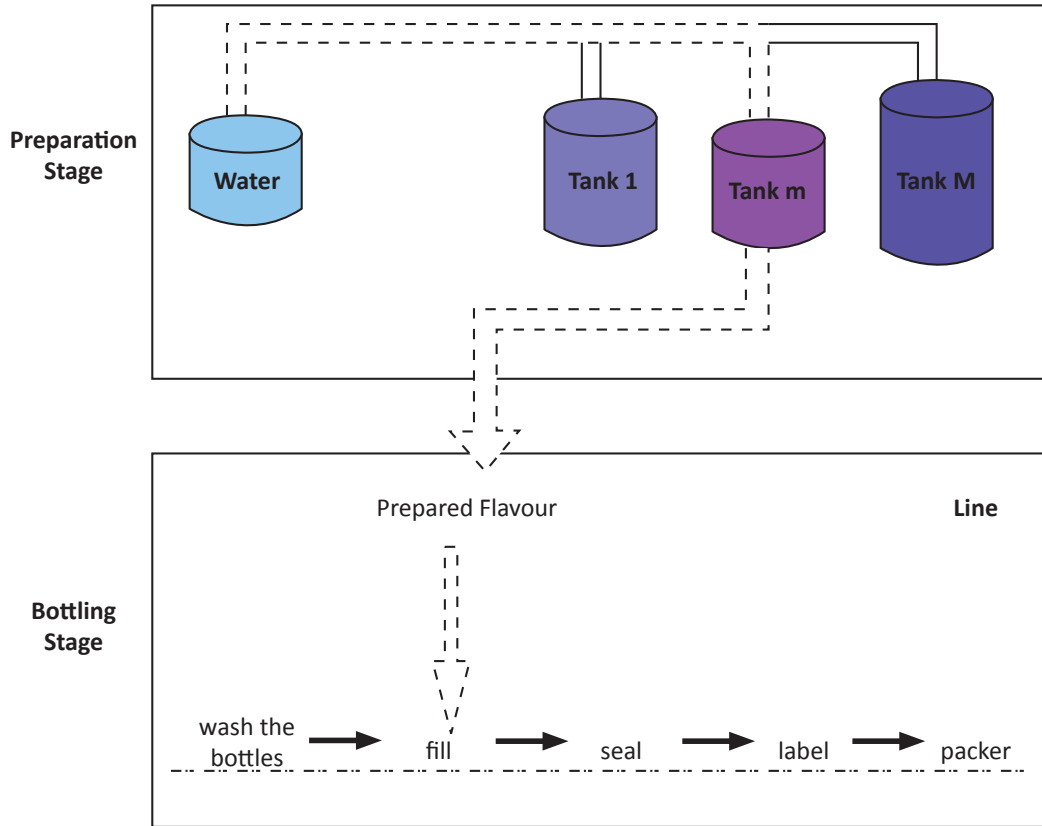 Preparation
Stage
Water
Tank 1
Tank m
Tank M
Prepared Flavour
Line
Bottling
Stage
wash the
bottles
fill
seal
label
packer